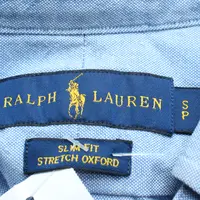 RALPH LAUREN
S
P
SLIM FIT
STRETCH OXFORD